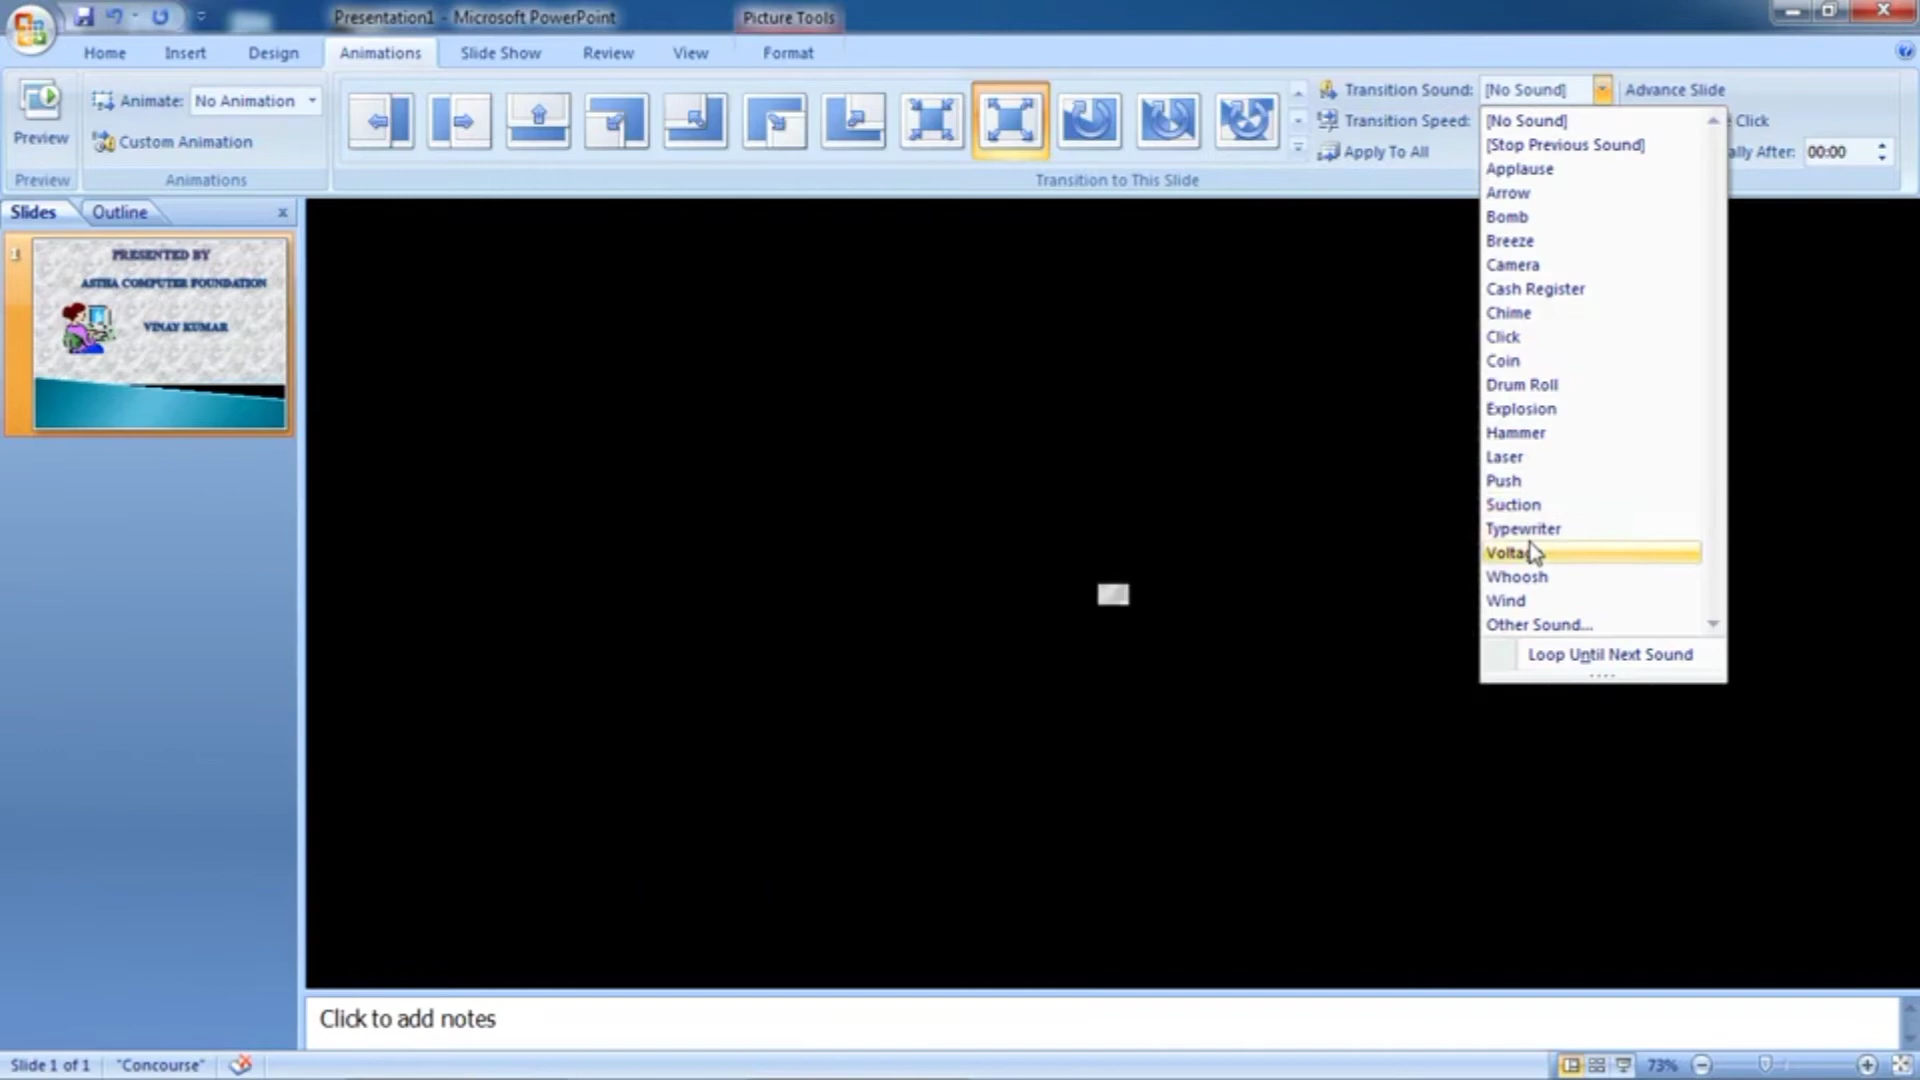 Presentation1 - Microsoft PowerPoint
Picture Tools
Home
Insert
Design
Animations
Slide Show
Review
View
Format
Preview
Preview
Animate: No Animation
Custom Animation
Animations
Transition to This Slide
Transition Sound: [No Sound]
Transition Speed:
Apply To All
Advance Slide
Click
ally After: 00:00
[No Sound]
[Stop Previous Sound]
Applause
Arrow
Bomb
Breeze
Camera
Cash Register
Chime
Click
Coin
Drum Roll
Explosion
Hammer
Laser
Push
Suction
Typewriter
Whoosh
Wind
Other Sound...
Loop Until Next Sound
Slides
Outline
1
PRESENTED BY
ASTHA COMPUTER FOUNDATION
VINAY KUMAR
Click to add notes
Slide 1 of 1
"Concourse"
73%